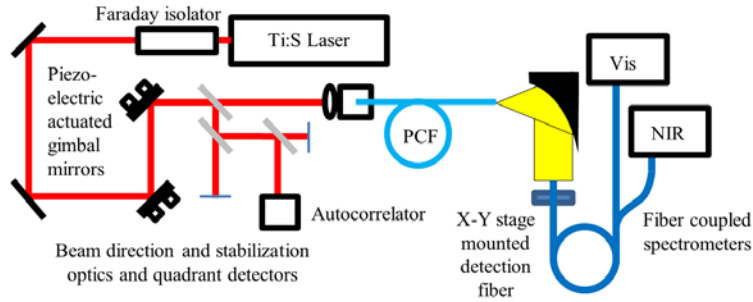 Faraday isolator
Ti:S Laser
Piezo-
electric
actuated
gimbal
mirrors
PCF
Vis
NIR
Autocorrelator
Beam direction and stabilization
optics and quadrant detectors
X-Y stage
mounted
detection
fiber
Fiber coupled
spectrometers